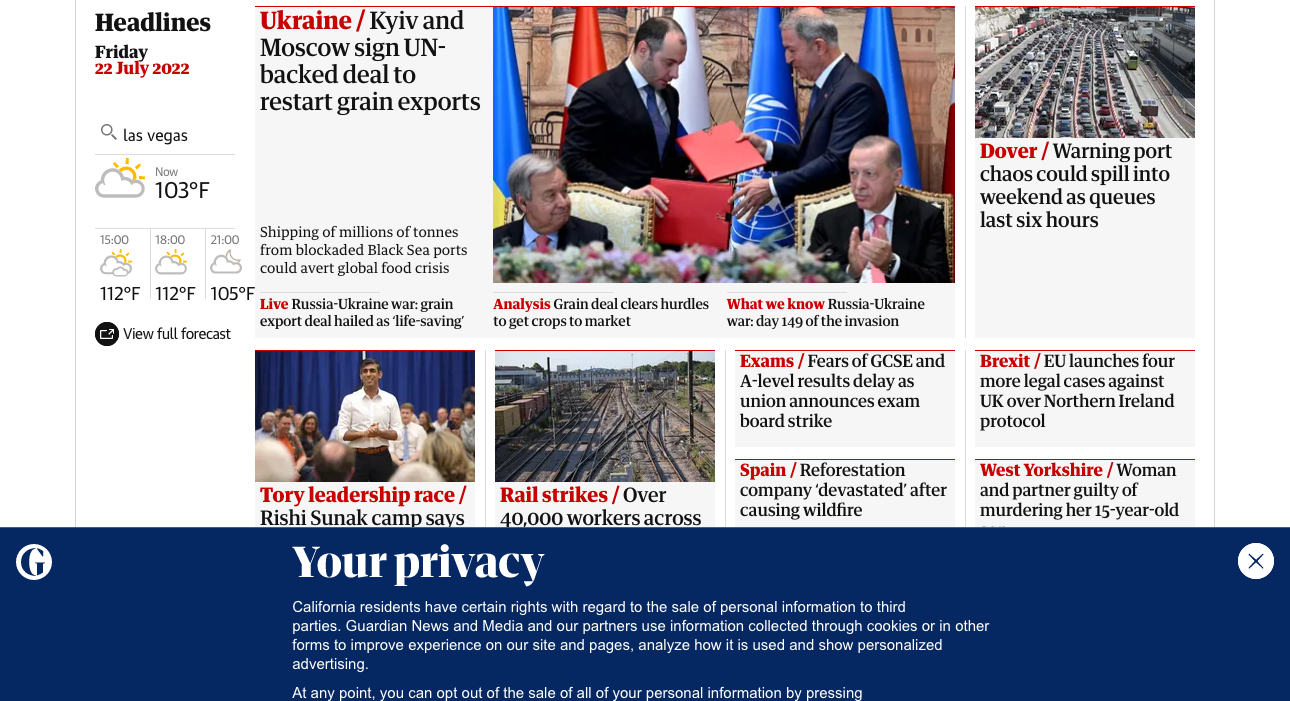 Headlines
Friday
22 July 2022
las vegas
Now
103°F
15:00
112°F
18:00
112°F
21:00
105°F
View full forecast
Ukraine / Kyiv and
Moscow sign UN-
backed deal to
restart grain exports
Shipping of millions of tonnes
from blockaded Black Sea ports
could avert global food crisis
Live Russia-Ukraine war: grain
export deal hailed as ‘life-saving’
Analysis Grain deal clears hurdles
to get crops to market
What we know Russia-Ukraine
war: day 149 of the invasion
Dover / Warning port
chaos could spill into
weekend as queues
last six hours
Tory leadership race /
Rishi Sunak camp says
Rail strikes / Over
40,000 workers across
Exams / Fears of GCSE and
A-level results delay as
union announces exam
board strike
Brexit / EU launches four
more legal cases against
UK over Northern Ireland
protocol
Spain / Reforestation
company ‘devastated’ after
causing wildfire
West Yorkshire / Woman
and partner guilty of
murdering her 15-year-old
Your privacy
California residents have certain rights with regard to the sale of personal information to third
parties. Guardian News and Media and our partners use information collected through cookies or in other
forms to improve experience on our site and pages, analyze how it is used and show personalized
advertising.
At any point, you can opt out of the sale of all of your personal information by pressing